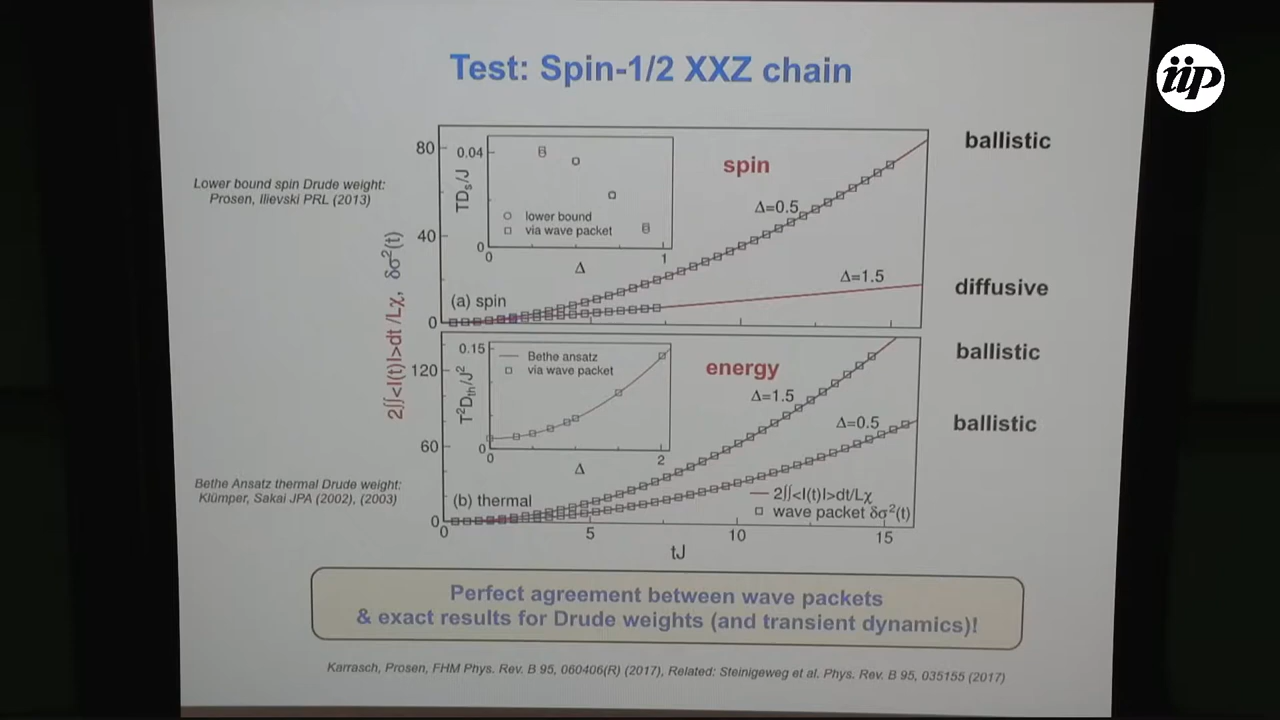 Test: Spin-1/2 XXZ chain
iip
Lower bound spin Drude weight:
Prosen, Ilievski PRL (2013)
2∫∫<I(t)I>dt /Lχ, δσ²(t)
80
40
0
0.04
0
TDₛ/J
lower bound
via wave packet
0
1
Δ
spin
Δ=0.5
Δ=1.5
(a) spin
ballistic
diffusive
120
60
0
0.15
0
T²Dₜₕ/J²
Bethe ansatz
via wave packet
0
2
Δ
energy
Δ=1.5
Δ=0.5
(b) thermal
2∫∫<I(t)I>dt/Lχ
wave packet δσ²(t)
ballistic
ballistic
0
5
10
15
tJ
Bethe Ansatz thermal Drude weight:
Klümper, Sakai JPA (2002), (2003)
Perfect agreement between wave packets
& exact results for Drude weights (and transient dynamics)!
Karrasch, Prosen, FHM Phys. Rev. B 95, 060406(R) (2017), Related: Steinigeweg et al. Phys. Rev. B 95, 035155 (2017)